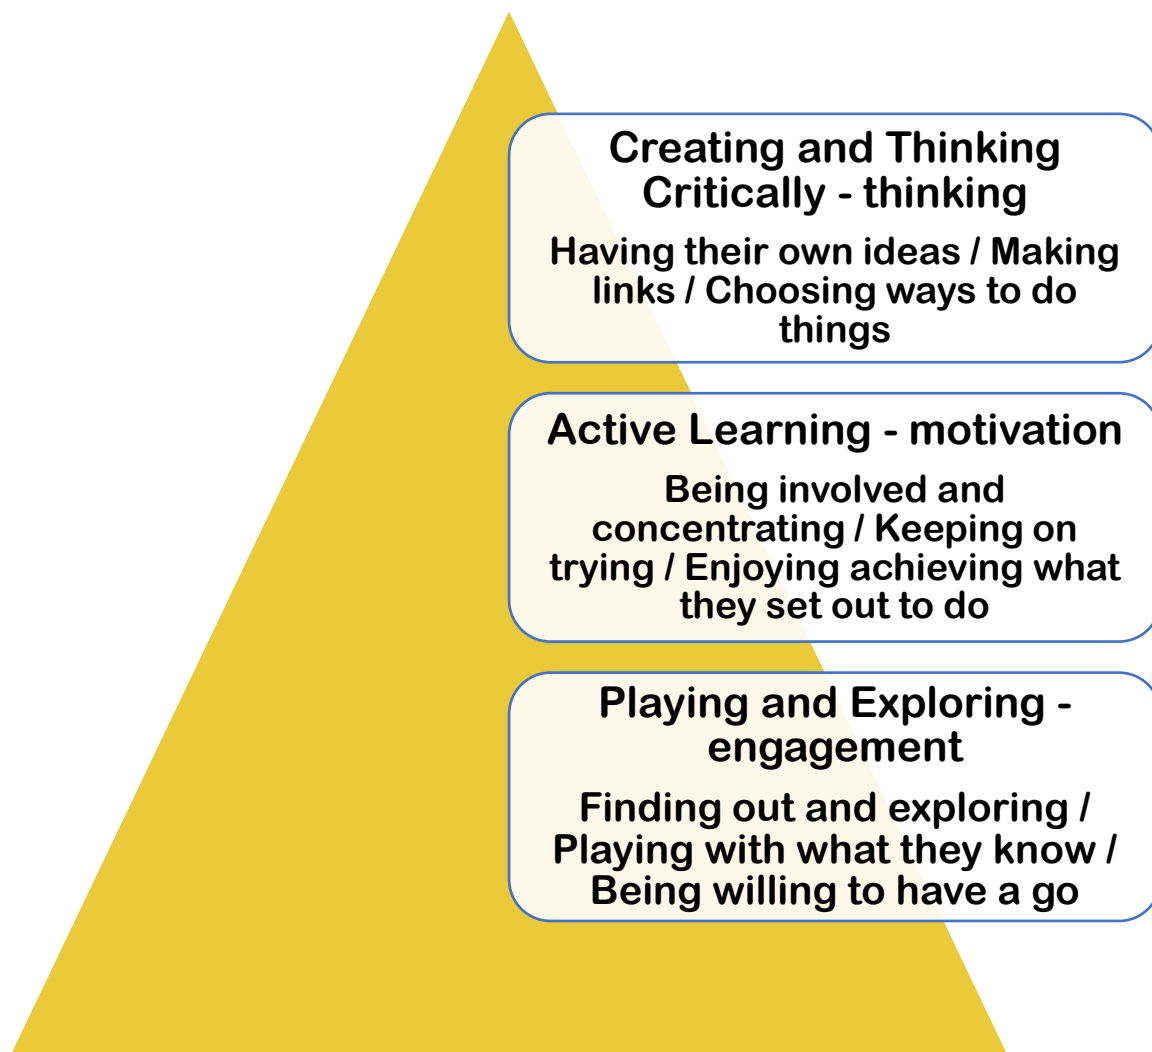 Creating and Thinking
Critically - thinking
Having their own ideas / Making
links / Choosing ways to do
things
Active Learning - motivation
Being involved and
concentrating / Keeping on
trying / Enjoying achieving what
they set out to do
Playing and Exploring -
engagement
Finding out and exploring /
Playing with what they know /
Being willing to have a go